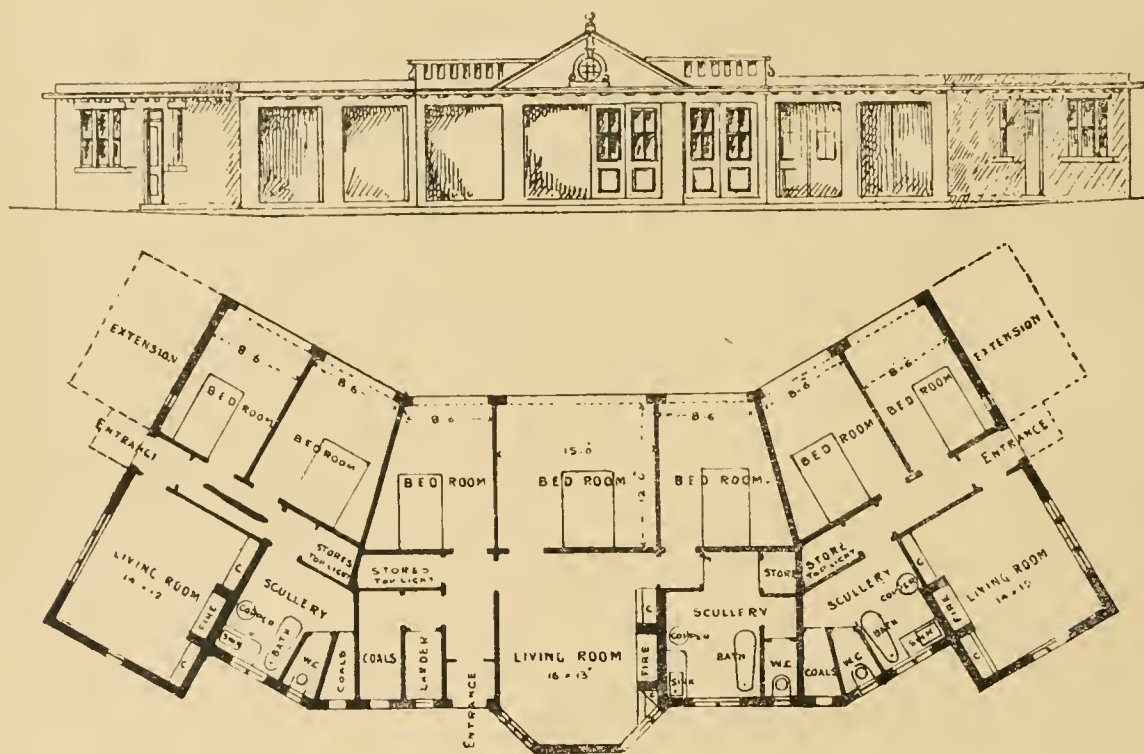 EXTENSION
8.6
BED ROOM
8.6
BED ROOM
ENTRANCE
LIVING ROOM
14 × 12
C
FIRE
C
STORES
TOP LIGHT
SCULLERY
COPPER
SINK
BATH
W.C
COALS
8.6
BED ROOM
15.0
BED ROOM
12.6
8.6
BED ROOM.
STORES
TOP LIGHT
COALS
LARDER
ENTRANCE
LIVING ROOM
16 × 13
C
FIRE
STORE
SCULLERY
COPPER
SINK
BATH
W.C
8.6
BED ROOM
8.6
BED ROOM
EXTENSION
ENTRANCE
STORE
TOP LIGHT
SCULLERY
COPPER
COALS
W.C
BATH
SINK
C
FIRE
C
LIVING ROOM